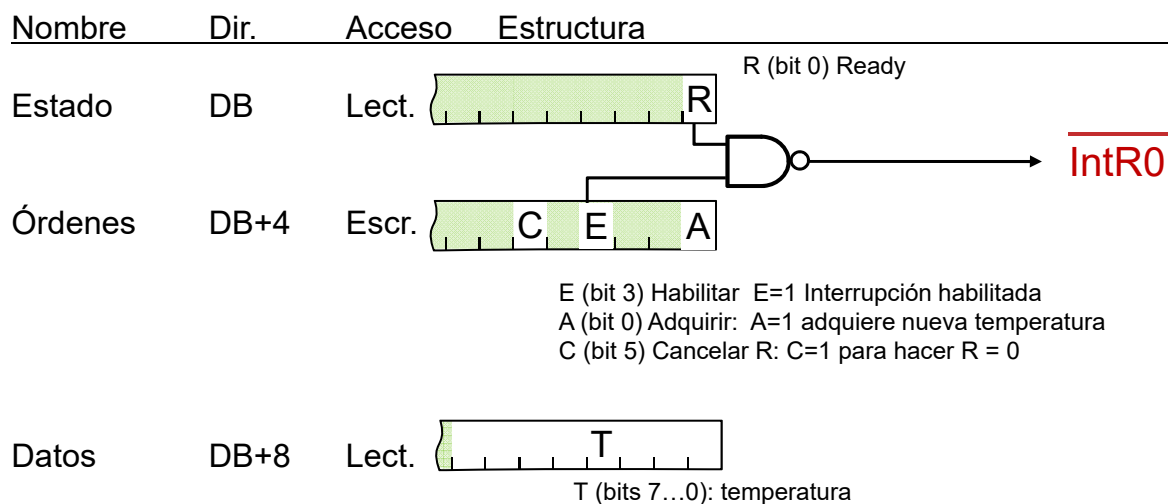 Nombre Dir. Acceso Estructura
R (bit 0) Ready
Estado DB Lect. R
IntR0
Órdenes DB+4 Escr. C E A
E (bit 3) Habilitar E=1 Interrupción habilitada
A (bit 0) Adquirir: A=1 adquiere nueva temperatura
C (bit 5) Cancelar R: C=1 para hacer R = 0
Datos DB+8 Lect. T
T (bits 7…0): temperatura